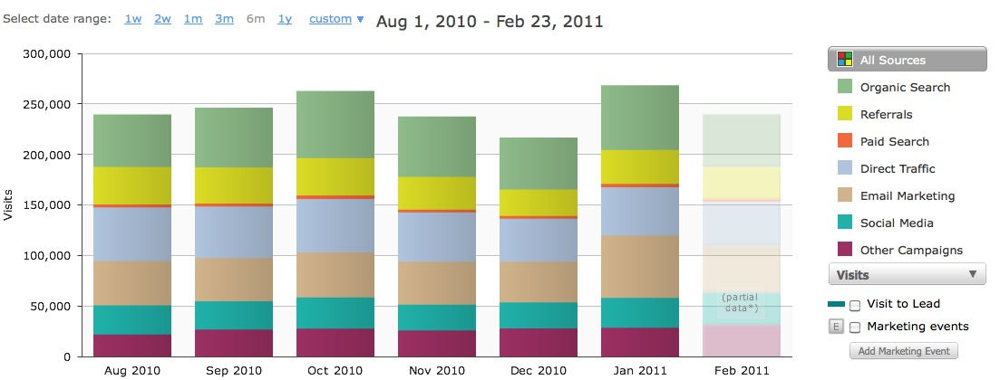 Select date range: 1w 2w 1m 3m 6m 1y custom ▼ Aug 1, 2010 - Feb 23, 2011
Visits
300,000
250,000
200,000
150,000
100,000
50,000
0
(partial
data*)
Aug 2010 Sep 2010 Oct 2010 Nov 2010 Dec 2010 Jan 2011 Feb 2011
All Sources
Organic Search
Referrals
Paid Search
Direct Traffic
Email Marketing
Social Media
Other Campaigns
Visits ▼
Visit to Lead
E Marketing events
Add Marketing Event